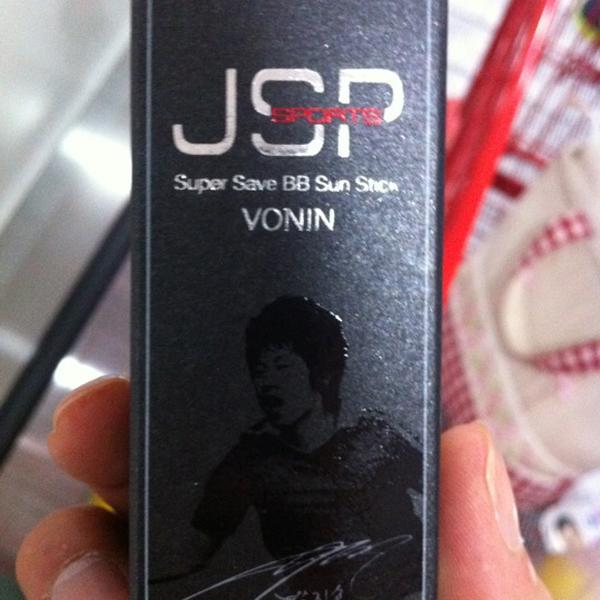 JSP
SPORTS
Super Save BB Sun Stick
VONIN